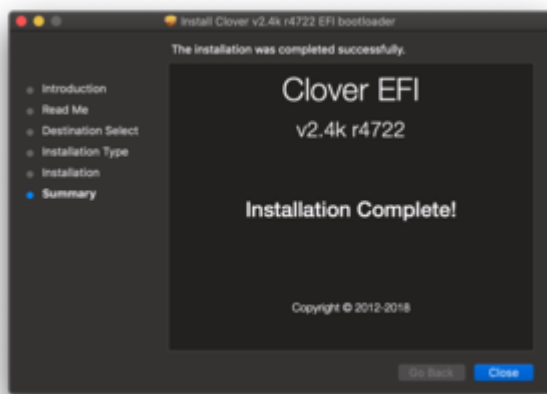 Install Clover v2.4k r4722 EFI bootloader
The installation was completed successfully.
Introduction
Read Me
Destination Select
Installation Type
Installation
Summary
Clover EFI
v2.4k r4722
Installation Complete!
Copyright © 2012-2018
Go Back
Close